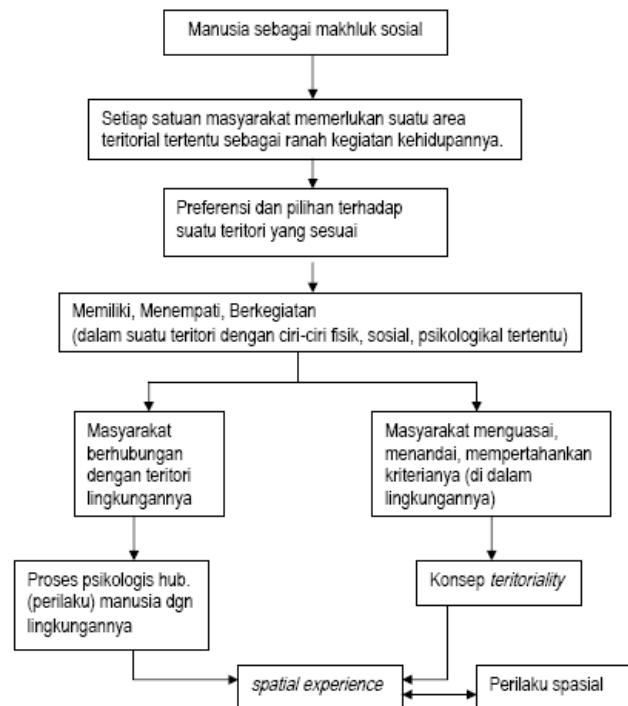 Manusia sebagai makhluk sosial
Setiap satuan masyarakat memerlukan suatu area
teritorial tertentu sebagai ranah kegiatan kehidupannya.
Preferensi dan pilihan terhadap
suatu teritori yang sesuai
Memiliki, Menempati, Berkegiatan
(dalam suatu teritori dengan ciri-ciri fisik, sosial, psikologikal tertentu)
Masyarakat
berhubungan
dengan teritori
lingkungannya
Masyarakat menguasai,
menandai, mempertahankan
kriterianya (di dalam
lingkungannya)
Proses psikologis hub.
(perilaku) manusia dgn
lingkungannya
Konsep teritoriality
spatial experience
Perilaku spasial